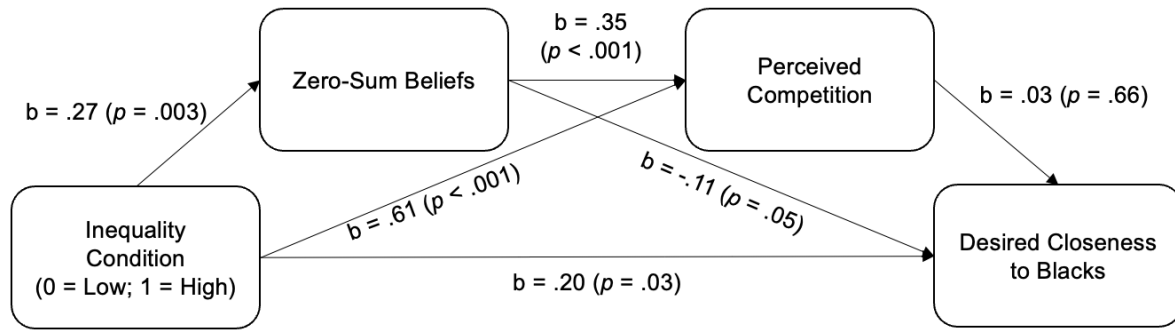 b = .35
(p < .001)
Zero-Sum Beliefs
Perceived
Competition
b = .27 (p = .003)
b = .03 (p = .66)
b = .61 (p < .001)
b = -.11 (p = .05)
Inequality
Condition
(0 = Low; 1 = High)
Desired Closeness
to Blacks
b = .20 (p = .03)